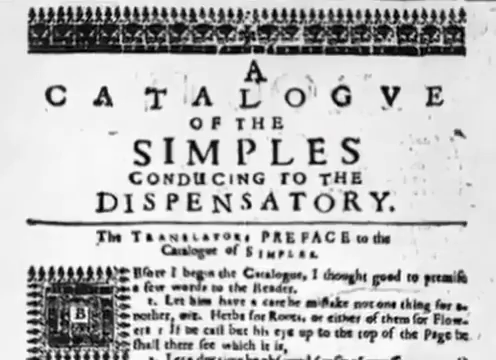 A
CATALOGVE
OF THE
SIMPLES
CONDUCING TO THE
DISPENSATORY.
The TRANSLATORS PREFACE to the
Catalogue of SIMPLES.
BEfore I begin the Catalogue, I thought good to premise
a few words to the Reader.
1. Let him have a care he mistake not one thing for a-
nother, viz. Herbs for Roots, or either of them for Flow-
ers: If he cast but his eye up to the top of the Page he
shall there see which it is,